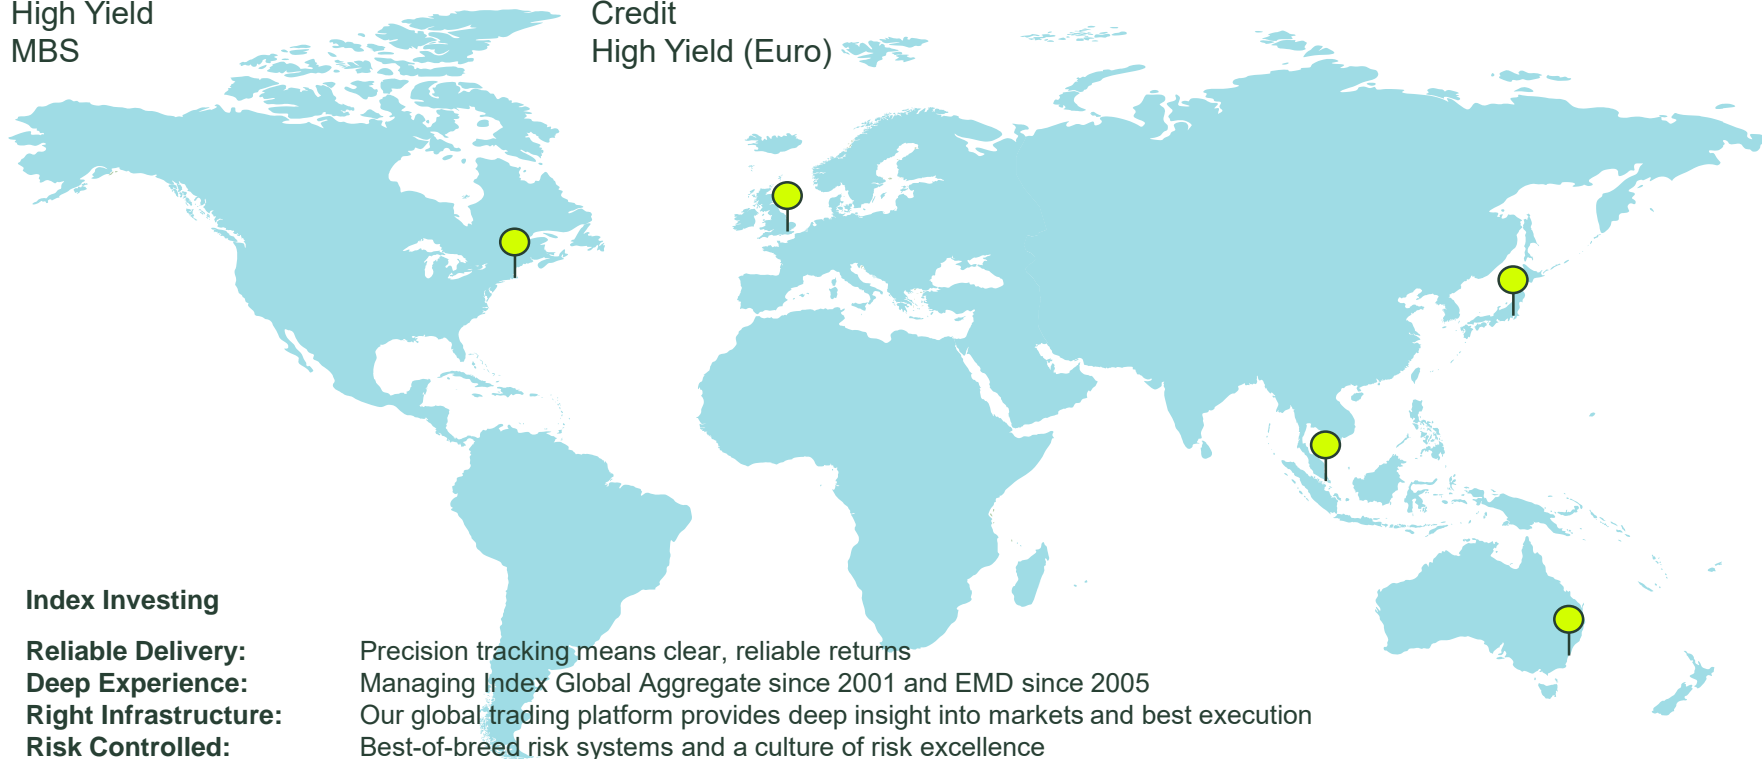 High Yield
MBS
Credit
High Yield (Euro)
Index Investing
Reliable Delivery: Precision tracking means clear, reliable returns
Deep Experience: Managing Index Global Aggregate since 2001 and EMD since 2005
Right Infrastructure: Our global trading platform provides deep insight into markets and best execution
Risk Controlled: Best-of-breed risk systems and a culture of risk excellence